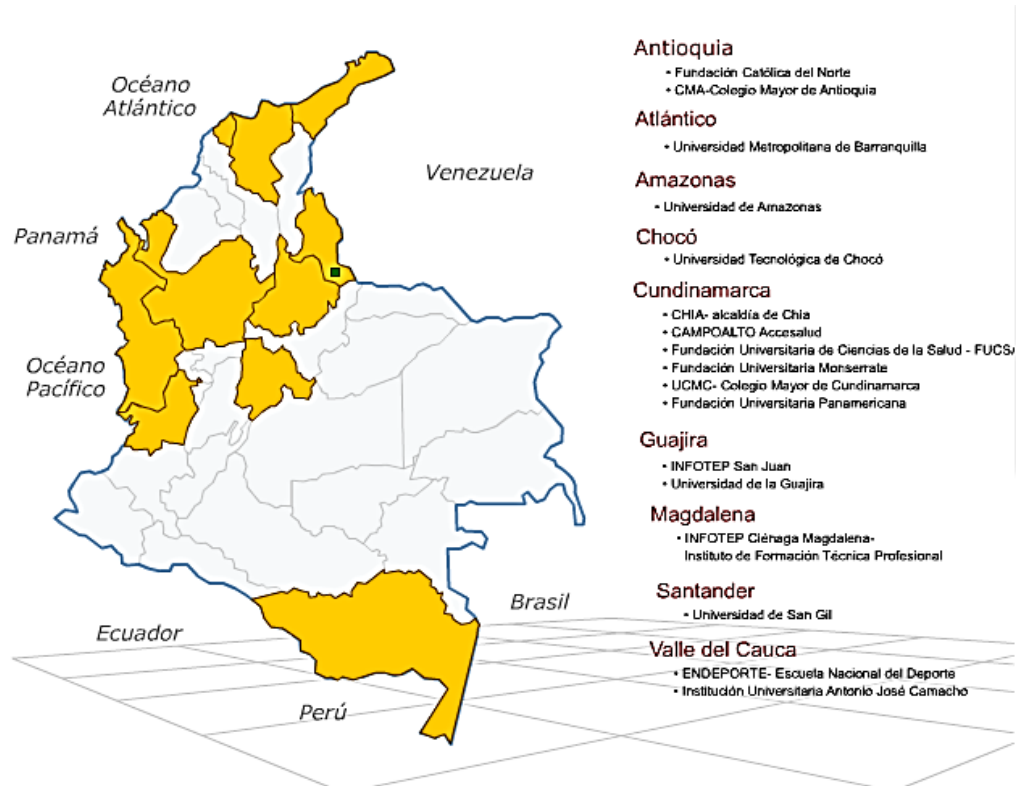 Océano
Atlántico
Venezuela
Panamá
Océano
Pacífico
Ecuador
Brasil
Perú
Antioquia
• Fundación Católica del Norte
• CMA-Colegio Mayor de Antioquia
Atlántico
• Universidad Metropolitana de Barranquilla
Amazonas
• Universidad de Amazonas
Chocó
• Universidad Tecnológica de Chocó
Cundinamarca
• CHIA- alcaldía de Chia
• CAMPOALTO Accesalud
• Fundación Universitaria de Ciencias de la Salud - FUCSA
• Fundación Universitaria Monserrate
• UCMC- Colegio Mayor de Cundinamarca
• Fundación Universitaria Panamericana
Guajira
• INFOTEP San Juan
• Universidad de la Guajira
Magdalena
• INFOTEP Ciénaga Magdalena-
Instituto de Formación Técnica Profesional
Santander
• Universidad de San Gil
Valle del Cauca
• ENDEPORTE- Escuela Nacional del Deporte
• Institución Universitaria Antonio José Camacho